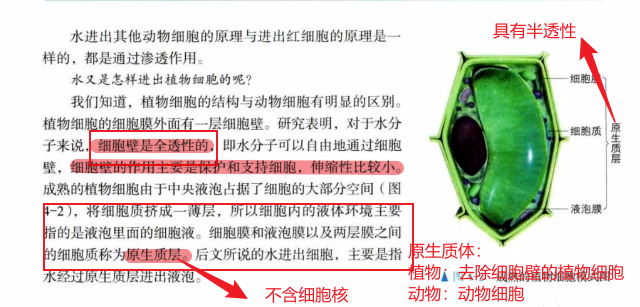 水进出其他动物细胞的原理与进出红细胞的原理是一
样的，都是通过渗透作用。
水又是怎样进出植物细胞的呢？
我们知道，植物细胞的结构与动物细胞有明显的区别。
植物细胞的细胞膜外面有一层细胞壁。研究表明，对于水分
子来说，细胞壁是全透性的，即水分子可以自由地通过细胞
壁，细胞壁的作用主要是保护和支持细胞，伸缩性比较小。
成熟的植物细胞由于中央液泡占据了细胞的大部分空间（图
4-2），将细胞质挤成一薄层，所以细胞内的液体环境主要
指的是液泡里面的细胞液。细胞膜和液泡膜以及两层膜之间
的细胞质称为原生质层。后文所说的水进出细胞，主要是指
水经过原生质层进出液泡。
不含细胞核
具有半透性
细胞
细胞质
液泡膜
原生质层
原生质体：
植物：去除细胞壁的植物细胞
动物：动物细胞